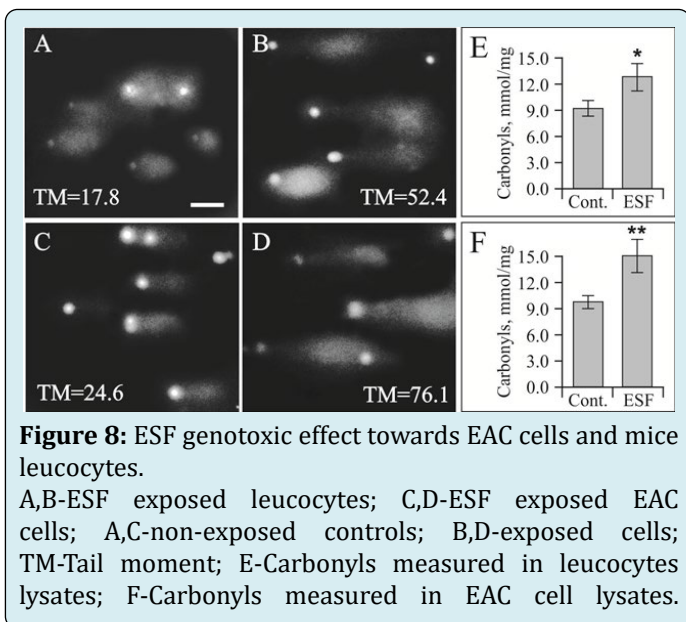 A
TM=17.8
B
TM=52.4
C
TM=24.6
D
TM=76.1
E
Carbonyls, mmol/mg
15.0
12.0
9.0
6.0
3.0
0.0
*
Cont.
ESF
F
Carbonyls, mmol/mg
15.0
12.0
9.0
6.0
3.0
0.0
**
Cont.
ESF
Figure 8: ESF genotoxic effect towards EAC cells and mice
leucocytes.
A,B-ESF exposed leucocytes; C,D-ESF exposed EAC
cells; A,C-non-exposed controls; B,D-exposed cells;
TM-Tail moment; E-Carbonyls measured in leucocytes
lysates; F-Carbonyls measured in EAC cell lysates.